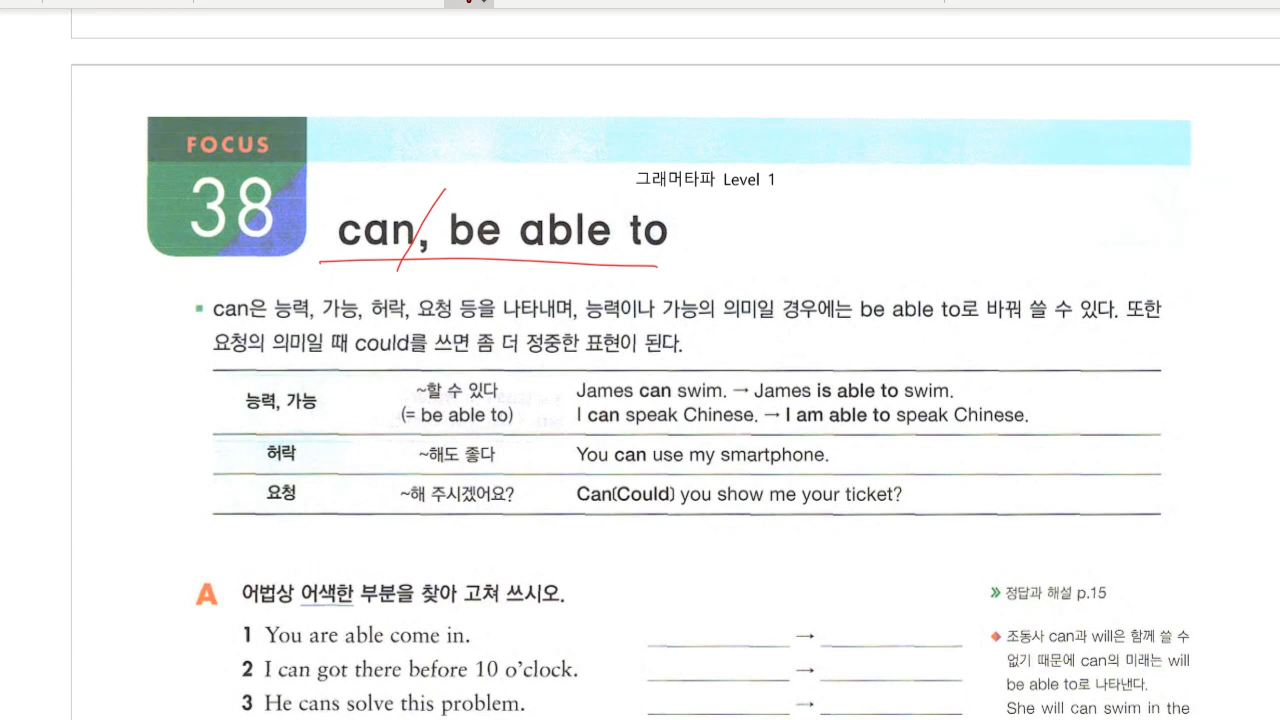 FOCUS
38
그래머타파 Level 1
can, be able to
can은 능력, 가능, 허락, 요청 등을 나타내며, 능력이나 가능의 의미일 경우에는 be able to로 바꿔 쓸 수 있다. 또한
요청의 의미일 때 could를 쓰면 좀 더 정중한 표현이 된다.
능력, 가능
~할 수 있다
(= be able to)
James can swim. → James is able to swim.
I can speak Chinese. → I am able to speak Chinese.
허락 ~해도 좋다 You can use my smartphone.
요청 ~해 주시겠어요? Can(Could) you show me your ticket?
A 어법상 어색한 부분을 찾아 고쳐 쓰시오.
1 You are able come in. →
2 I can got there before 10 o’clock. →
3 He cans solve this problem. →
» 정답과 해설 p.15
조동사 can과 will은 함께 쓸 수
없기 때문에 can의 미래는 will
be able to로 나타낸다.
She will can swim in the